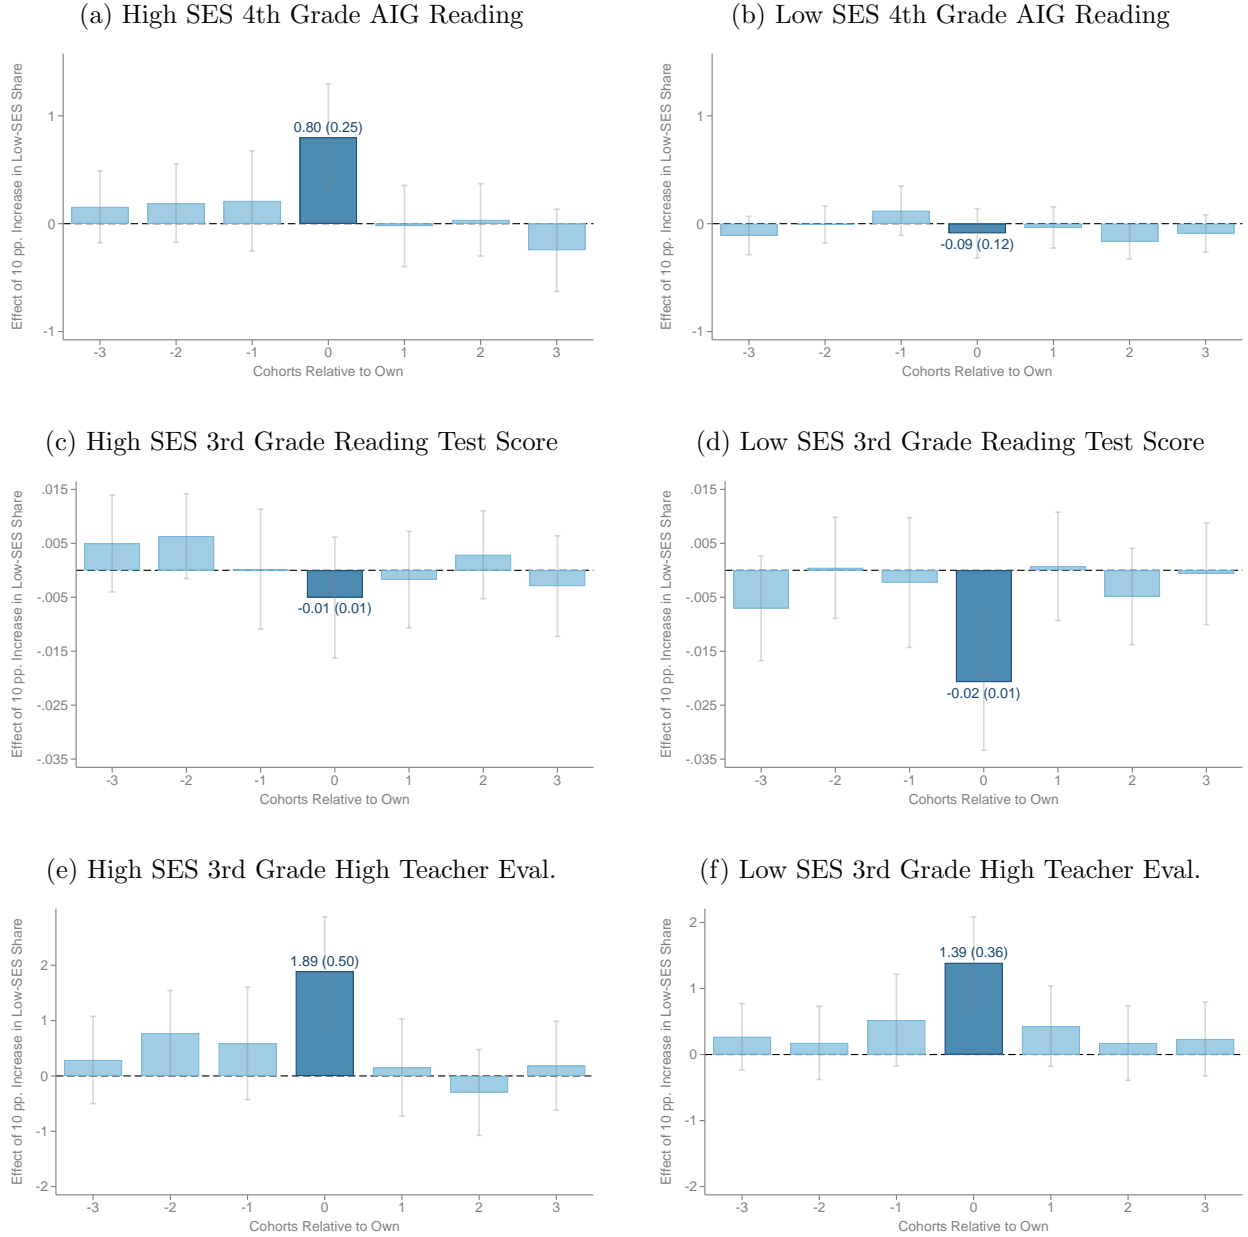 (a) High SES 4th Grade AIG Reading
Effect of 10 pp. Increase in Low-SES Share
1
0
-1
0.80 (0.25)
-3 -2 -1 0 1 2 3
Cohorts Relative to Own
(b) Low SES 4th Grade AIG Reading
Effect of 10 pp. Increase in Low-SES Share
1
0
-1
-0.09 (0.12)
-3 -2 -1 0 1 2 3
Cohorts Relative to Own
(c) High SES 3rd Grade Reading Test Score
Effect of 10 pp. Increase in Low-SES Share
.015
.005
-.005
-.015
-.025
-.035
-0.01 (0.01)
-3 -2 -1 0 1 2 3
Cohorts Relative to Own
(d) Low SES 3rd Grade Reading Test Score
Effect of 10 pp. Increase in Low-SES Share
.015
.005
-.005
-.015
-.025
-.035
-0.02 (0.01)
-3 -2 -1 0 1 2 3
Cohorts Relative to Own
(e) High SES 3rd Grade High Teacher Eval.
Effect of 10 pp. Increase in Low-SES Share
2
1
0
-1
-2
1.89 (0.50)
-3 -2 -1 0 1 2 3
Cohorts Relative to Own
(f) Low SES 3rd Grade High Teacher Eval.
Effect of 10 pp. Increase in Low-SES Share
2
1
0
-1
-2
1.39 (0.36)
-3 -2 -1 0 1 2 3
Cohorts Relative to Own